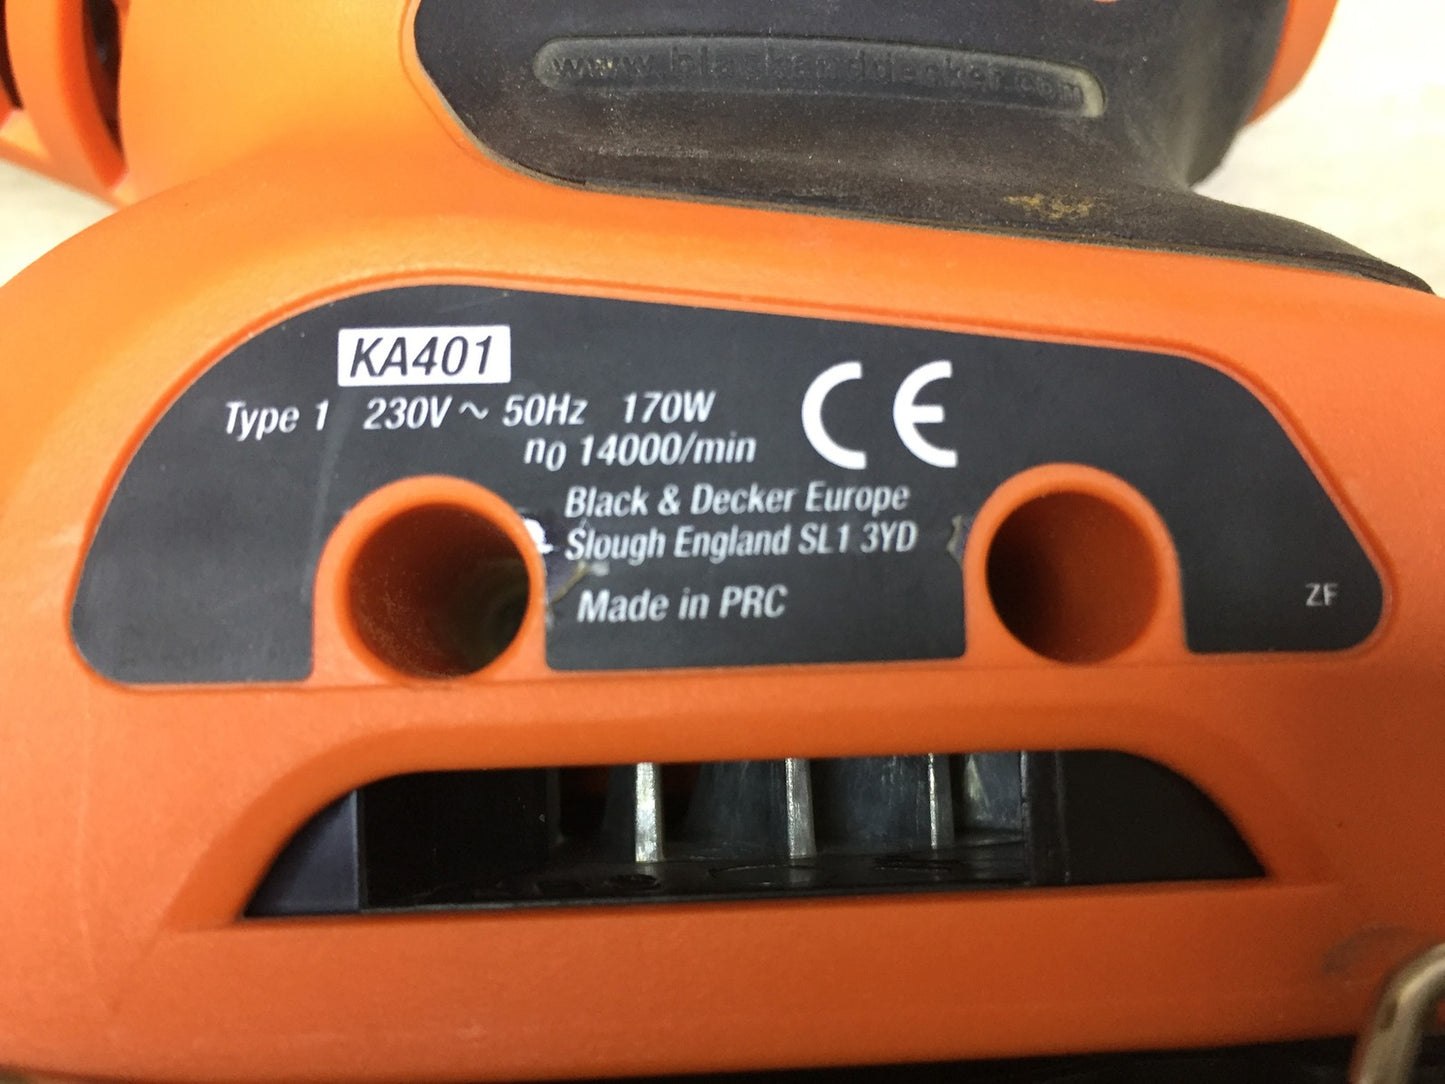 www.blackanddecker.com
KA401
Type 1 230V ~ 50Hz 170W
n0 14000/min
CE
Black & Decker Europe
Slough England SL1 3YD
Made in PRC
ZF